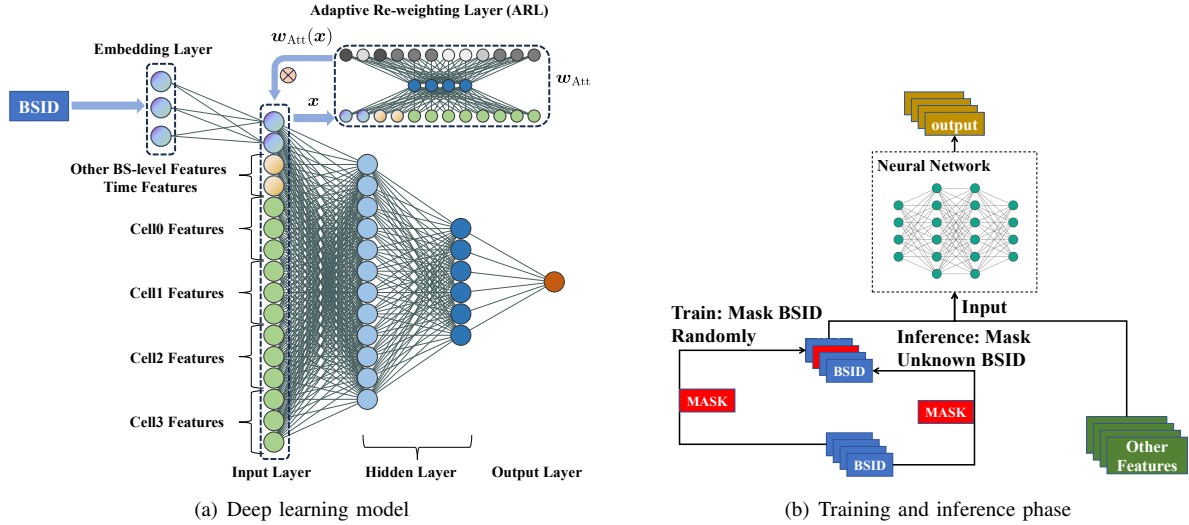 Adaptive Re-weighting Layer (ARL)
w_Att(x)
Embedding Layer
w_Att
BSID
x
Other BS-level Features
Time Features
Cell0 Features
Cell1 Features
Cell2 Features
Cell3 Features
Input Layer
Hidden Layer
Output Layer
(a) Deep learning model
output
Neural Network
Input
Train: Mask BSID
Randomly
Inference: Mask
Unknown BSID
BSID
MASK
MASK
BSID
Other
Features
(b) Training and inference phase